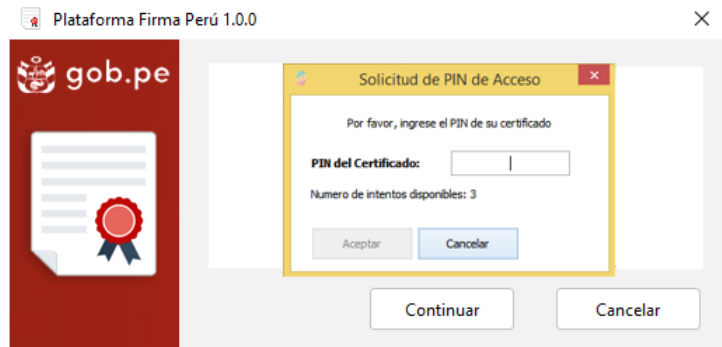 Plataforma Firma Perú 1.0.0
gob.pe
Solicitud de PIN de Acceso
Por favor, ingrese el PIN de su certificado
PIN del Certificado:
Numero de intentos disponibles: 3
Aceptar Cancelar
Continuar Cancelar